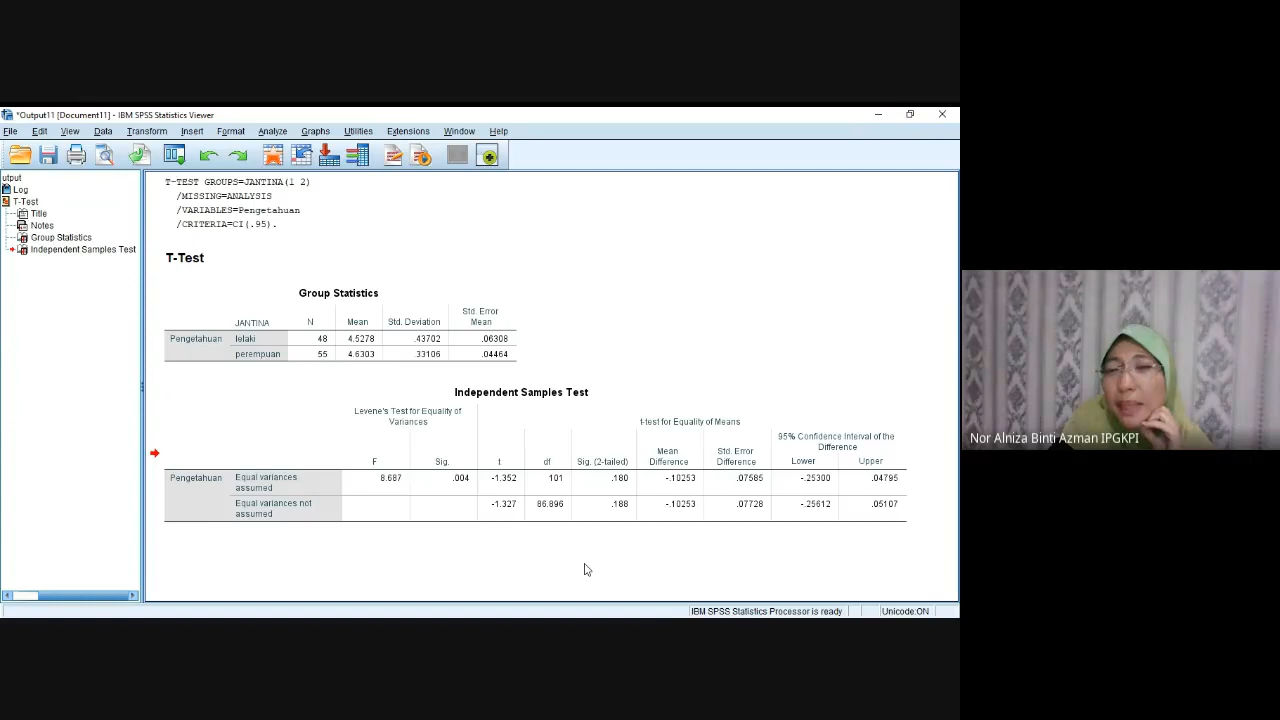 *Output11 [Document11] - IBM SPSS Statistics Viewer
File Edit View Data Transform Insert Format Analyze Graphs Utilities Extensions Window Help
utput
Log
T-Test
Title
Notes
Group Statistics
Independent Samples Test
T-TEST GROUPS=JANTINA(1 2)
/MISSING=ANALYSIS
/VARIABLES=Pengetahuan
/CRITERIA=CI(.95).
T-Test
Group Statistics
JANTINA N Mean Std. Deviation Std. Error Mean
Pengetahuan lelaki 48 4.5278 .43702 .06308
perempuan 55 4.6303 .33106 .04464
Independent Samples Test
Levene's Test for Equality of Variances t-test for Equality of Means
95% Confidence Interval of the Difference
F Sig. t df Sig. (2-tailed) Mean Difference Std. Error Difference Lower Upper
Pengetahuan Equal variances assumed 8.687 .004 -1.352 101 .180 -.10253 .07585 -.25300 .04795
Equal variances not assumed -1.327 86.896 .188 -.10253 .07728 -.25612 .05107
IBM SPSS Statistics Processor is ready Unicode:ON
Nor Alniza Binti Azman IPGKPI